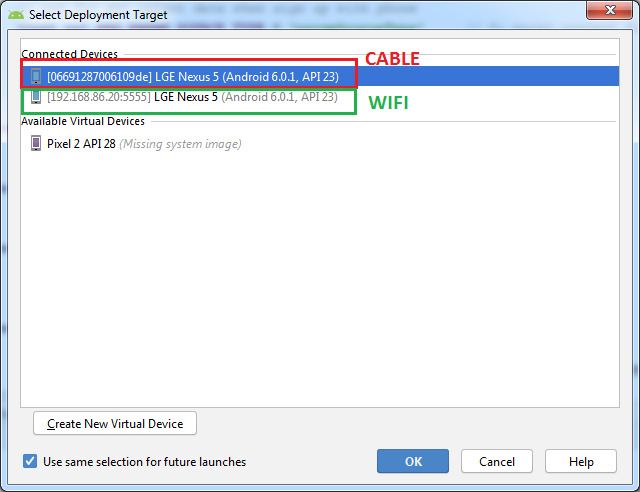 Select Deployment Target
Connected Devices
CABLE
[06691287006109de] LGE Nexus 5 (Android 6.0.1, API 23)
[192.168.86.20:5555] LGE Nexus 5 (Android 6.0.1, API 23)
WIFI
Available Virtual Devices
Pixel 2 API 28 (Missing system image)
Create New Virtual Device
Use same selection for future launches
OK
Cancel
Help